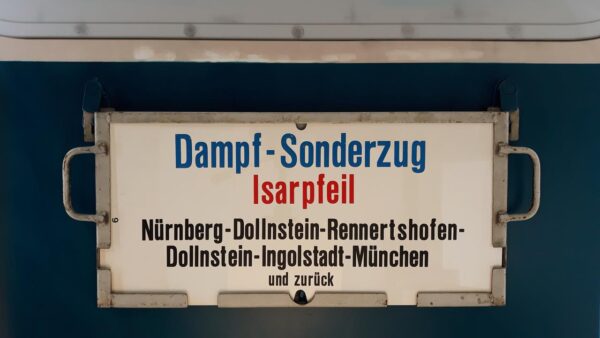 Dampf-Sonderzug
Isarpfeil
Nürnberg-Dollnstein-Rennertshofen-
Dollnstein-Ingolstadt-München
und zurück